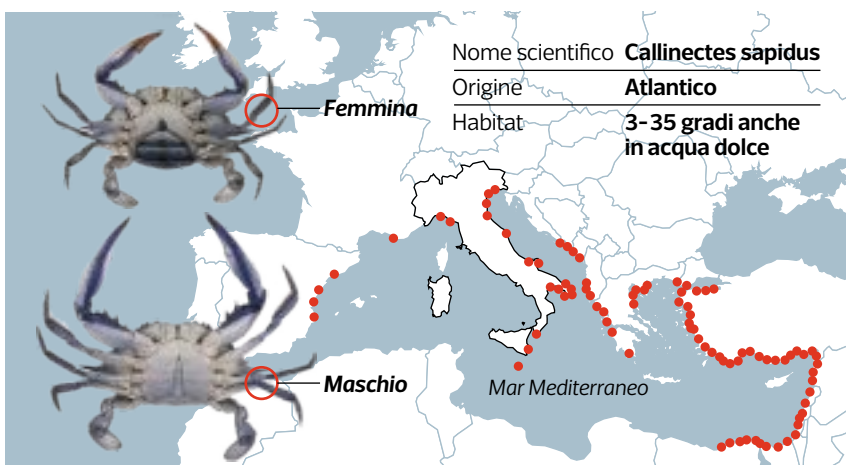 Nome scientifico Callinectes sapidus
Origine Atlantico
Habitat 3-35 gradi anche
in acqua dolce
Femmina
Maschio
Mar Mediterraneo